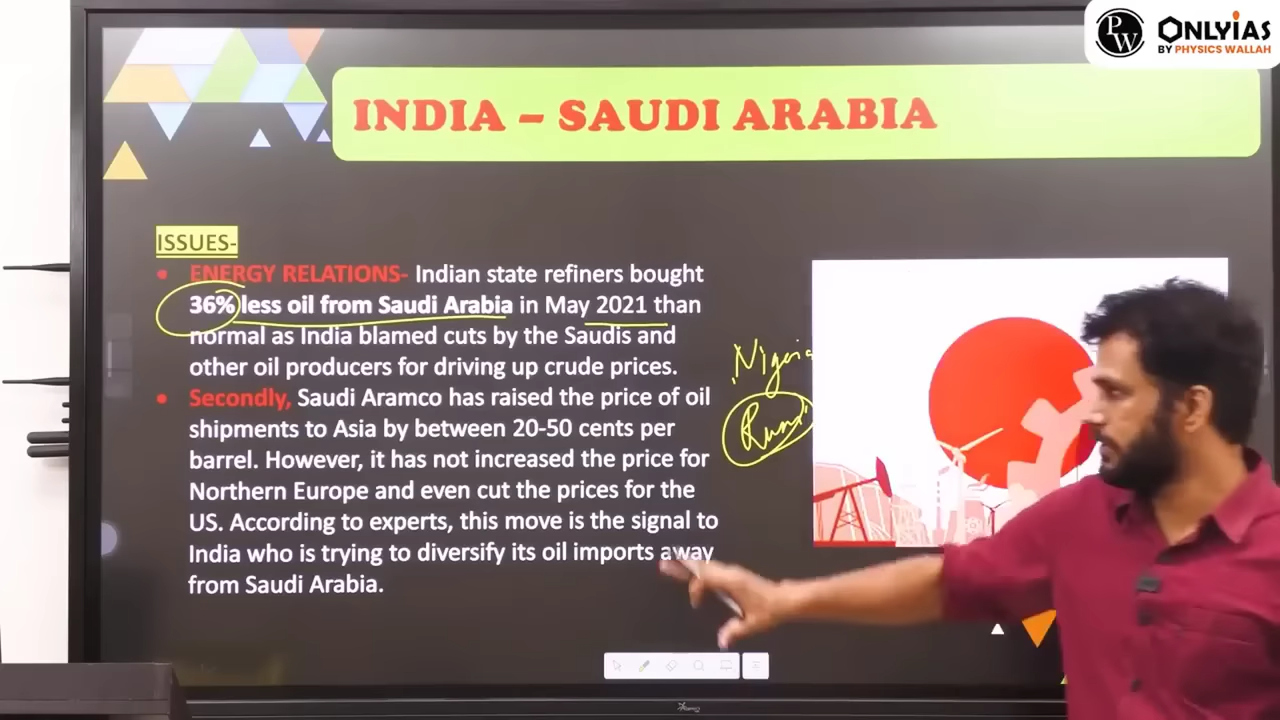 PW
ONLYIAS
BY PHYSICS WALLAH
INDIA – SAUDI ARABIA
ISSUES-
• ENERGY RELATIONS- Indian state refiners bought
36% less oil from Saudi Arabia in May 2021 than
normal as India blamed cuts by the Saudis and
other oil producers for driving up crude prices.
• Secondly, Saudi Aramco has raised the price of oil
shipments to Asia by between 20-50 cents per
barrel. However, it has not increased the price for
Northern Europe and even cut the prices for the
US. According to experts, this move is the signal to
India who is trying to diversify its oil imports away
from Saudi Arabia.
Nigeria